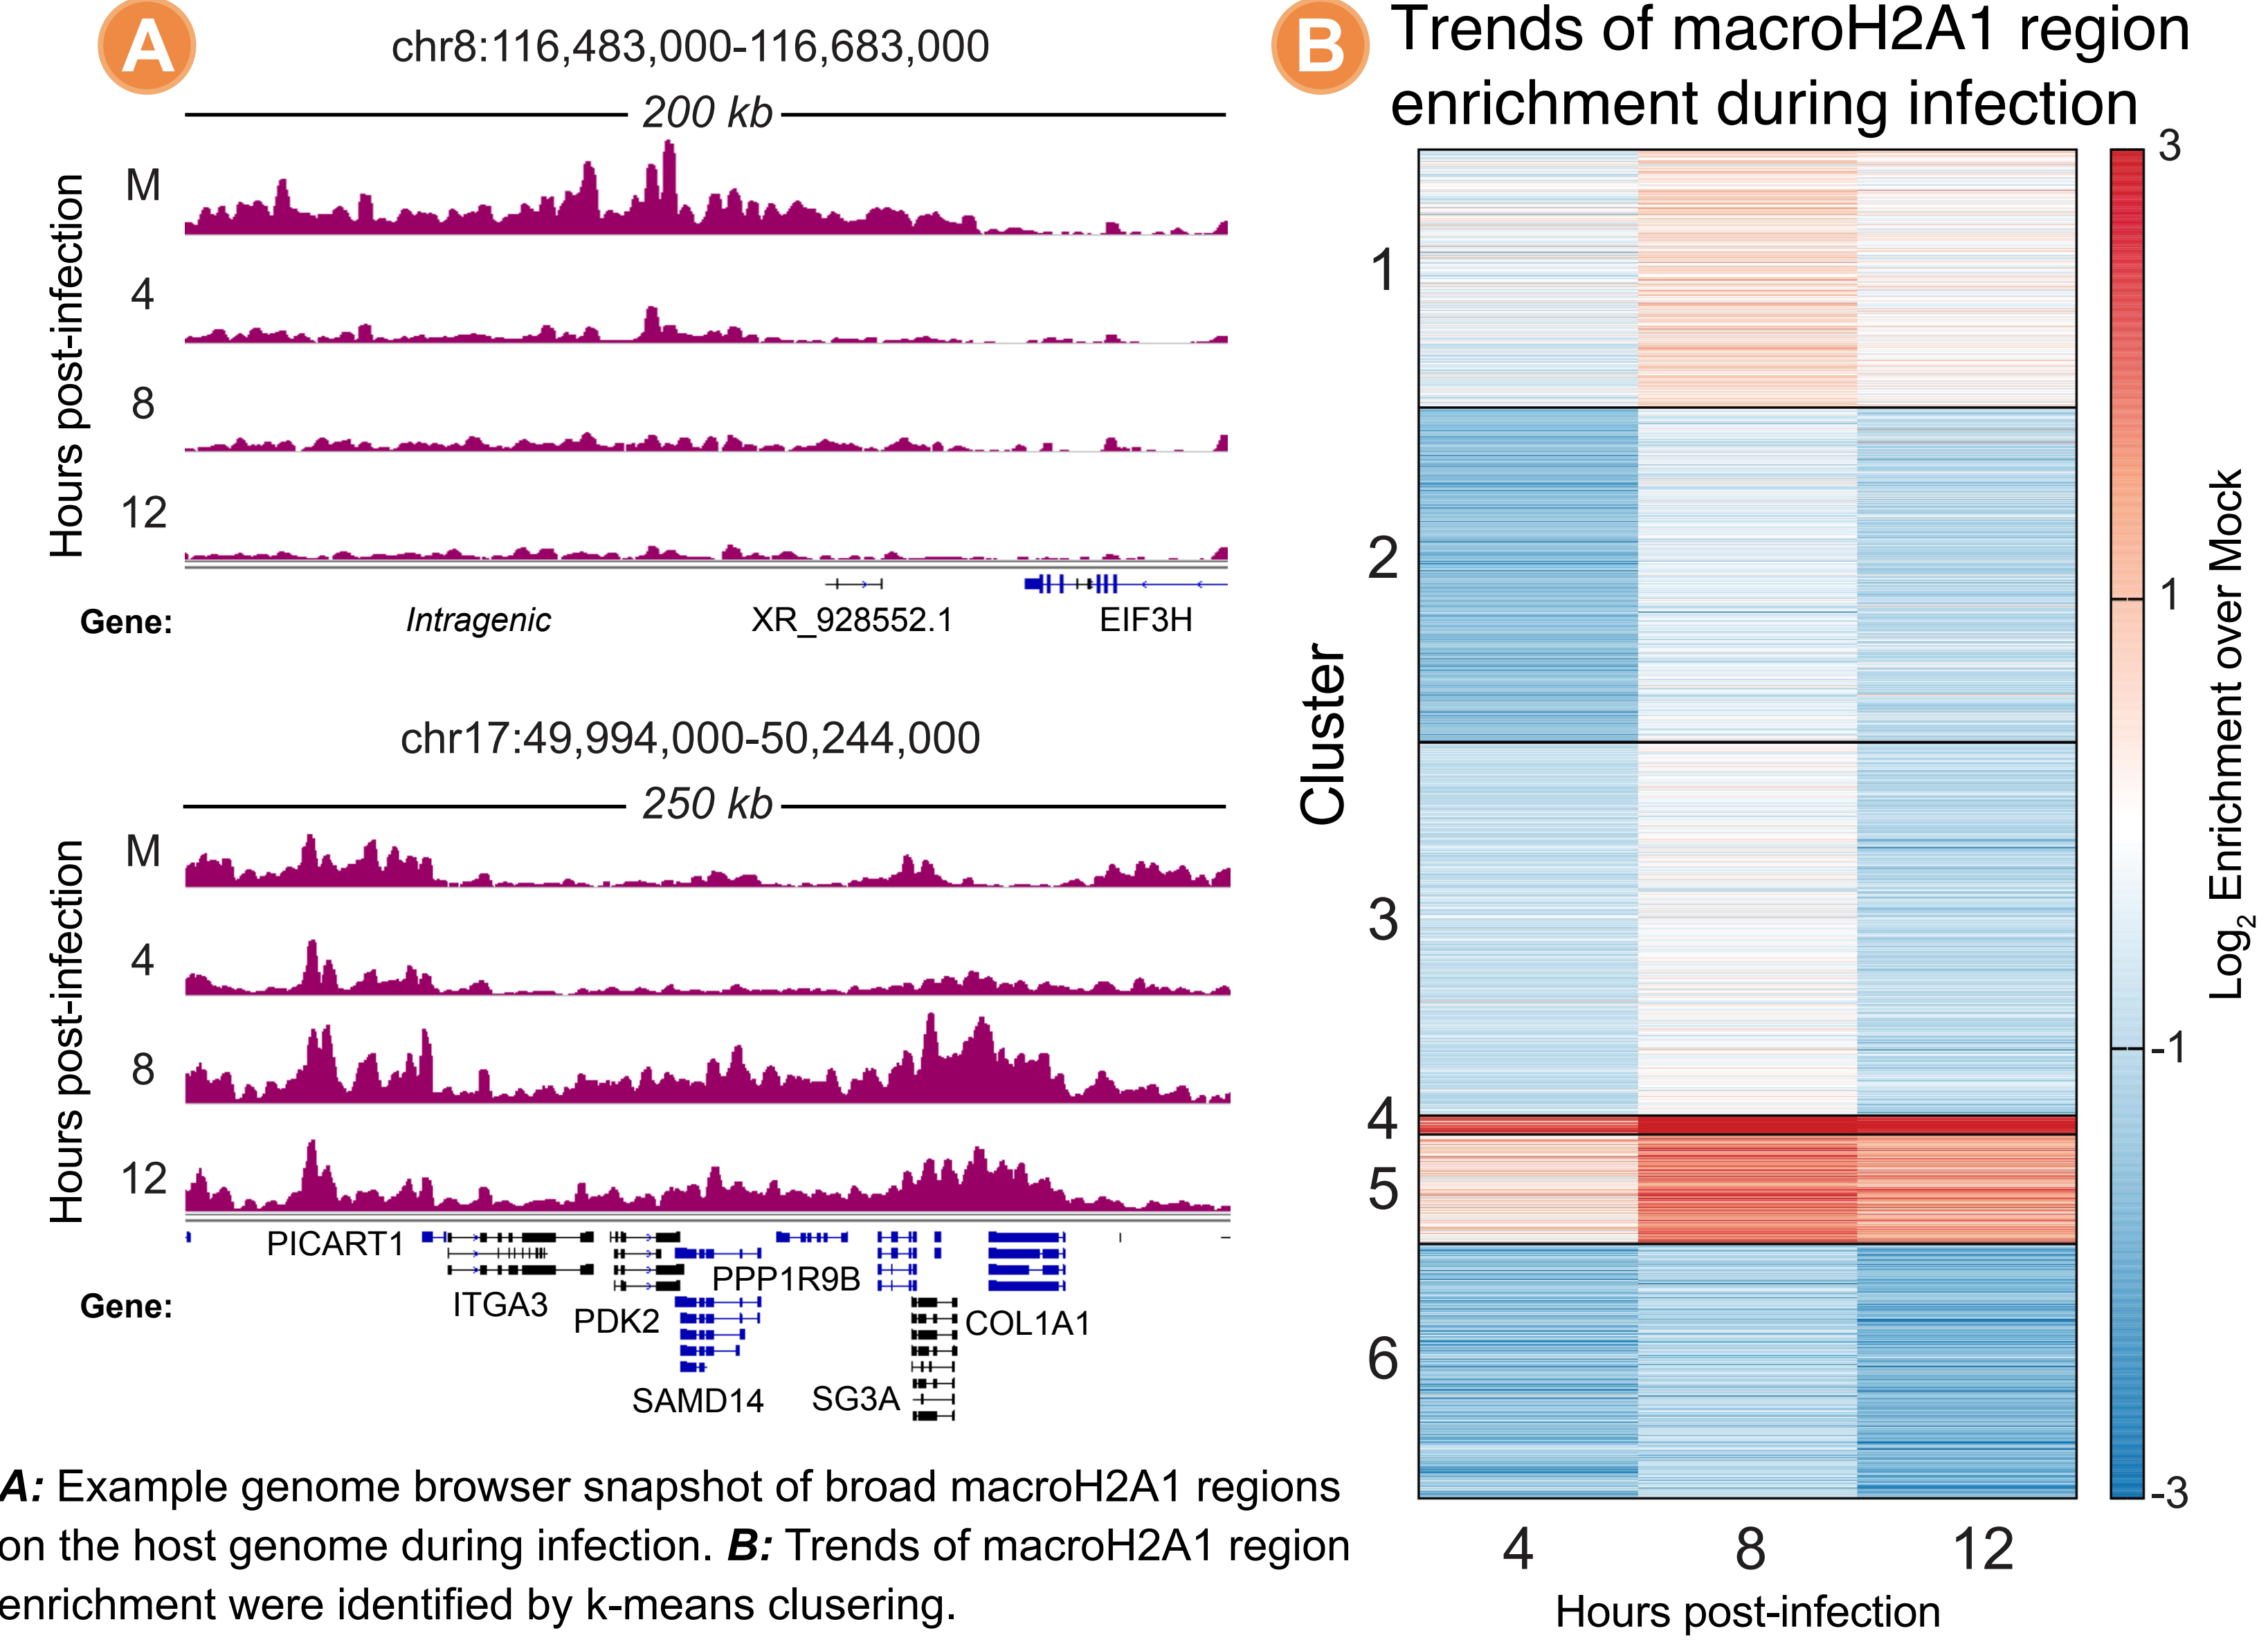 A
chr8:116,483,000-116,683,000
200 kb
Hours post-infection
M
4
8
12
Gene:
Intragenic
XR_928552.1
EIF3H
chr17:49,994,000-50,244,000
250 kb
Hours post-infection
M
4
8
12
Gene:
PICART1
ITGA3
PDK2
SAMD14
PPP1R9B
SG3A
COL1A1
A: Example genome browser snapshot of broad macroH2A1 regions
on the host genome during infection. B: Trends of macroH2A1 region
enrichment were identified by k-means clusering.
B
Trends of macroH2A1 region
enrichment during infection
Cluster
1
2
3
4
5
6
4
8
12
Hours post-infection
3
1
-1
-3
Log2 Enrichment over Mock